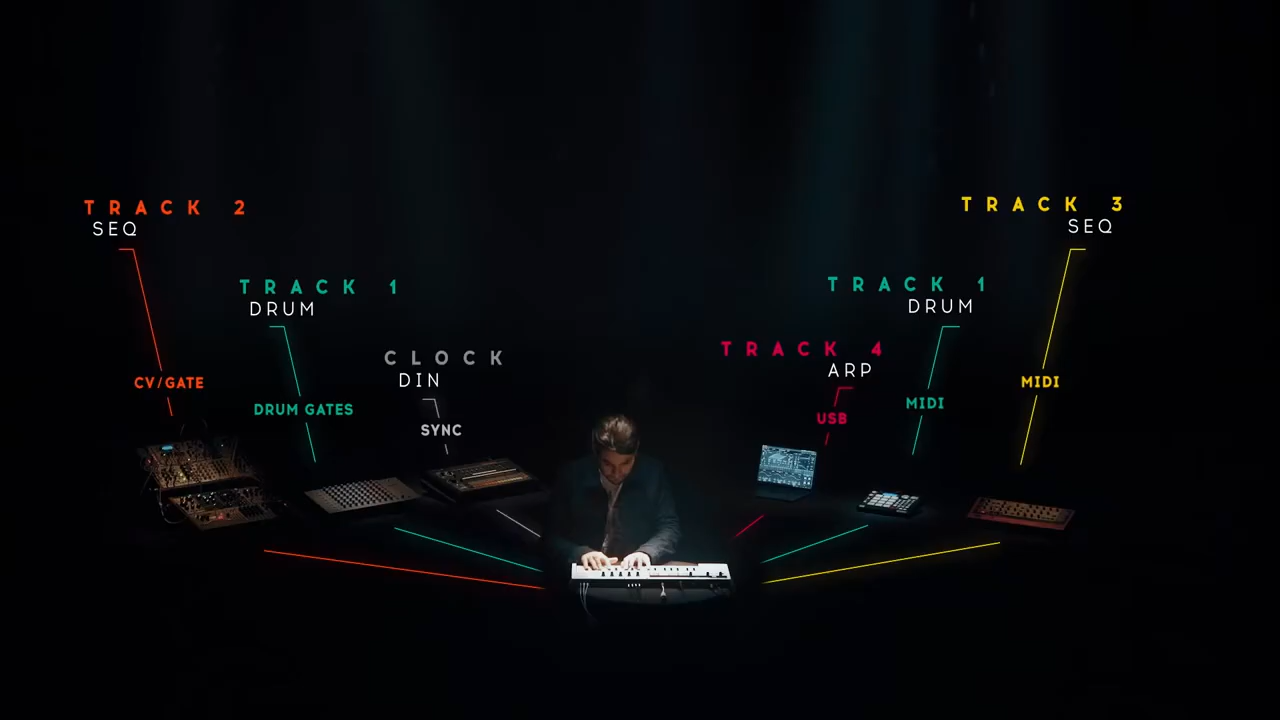 TRACK 2
SEQ
CV/GATE
TRACK 1
DRUM
DRUM GATES
CLOCK
DIN
SYNC
TRACK 4
ARP
USB
TRACK 1
DRUM
MIDI
TRACK 3
SEQ
MIDI